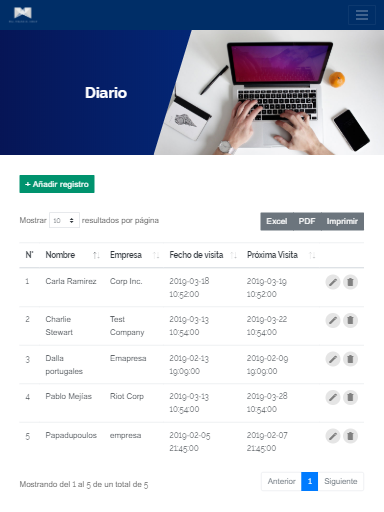 Diario
+ Añadir registro
Mostrar 10 resultados por página
Excel PDF Imprimir
N° Nombre Empresa Fecho de visita Próxima Visita
1 Carla Ramirez Corp Inc. 2019-03-18 10:52:00 2019-03-19 10:52:00
2 Charlie Stewart Test Company 2019-03-13 10:54:00 2019-03-22 10:54:00
3 Dalla portugales Emapresa 2019-02-13 19:09:00 2019-02-09 19:09:00
4 Pablo Mejías Riot Corp 2019-03-13 10:54:00 2019-03-28 10:54:00
5 Papadupoulos empresa 2019-02-05 21:45:00 2019-02-07 21:45:00
Mostrando del 1 al 5 de un total de 5
Anterior 1 Siguiente